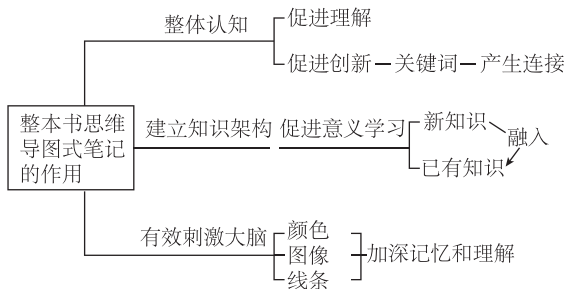 整体认知
促进理解
促进创新
关键词
产生连接
整本书思维
导图式笔记
的作用
建立知识架构
促进意义学习
新知识
融入
已有知识
有效刺激大脑
颜色
图像
线条
加深记忆和理解